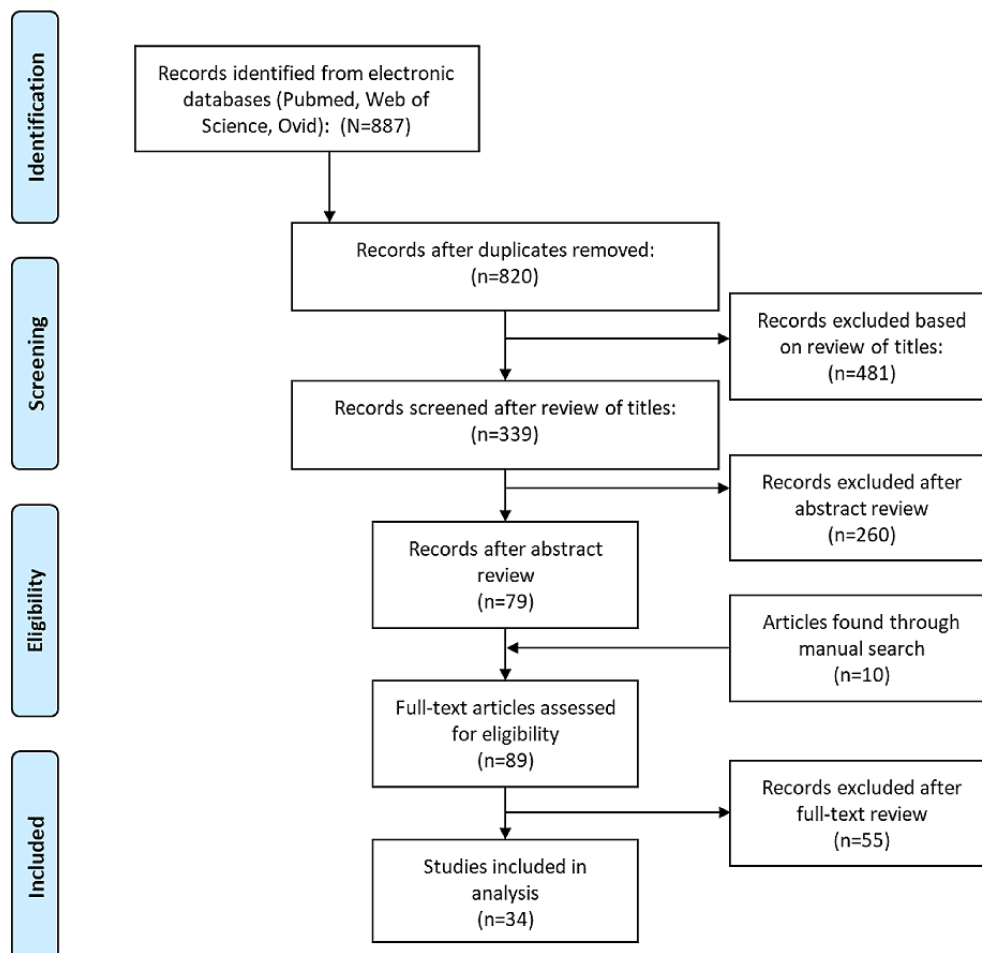 Identification
Records identified from electronic
databases (Pubmed, Web of
Science, Ovid): (N=887)
Records after duplicates removed:
(n=820)
Screening
Records excluded based
on review of titles:
(n=481)
Records screened after review of titles:
(n=339)
Records excluded after
abstract review
(n=260)
Eligibility
Records after abstract
review
(n=79)
Articles found through
manual search
(n=10)
Full-text articles assessed
for eligibility
(n=89)
Included
Records excluded after
full-text review
(n=55)
Studies included in
analysis
(n=34)